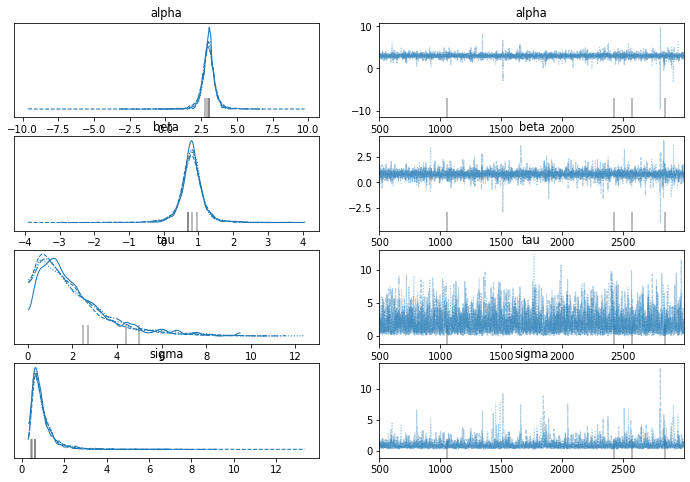 alpha alpha
10
0
−10
−10.0 −7.5 −5.0 −2.5 0.0 2.5 5.0 7.5 10.0 500 1000 1500 2000 2500
beta beta
2.5
0.0
−2.5
−4 −3 −2 −1 0 1 2 3 4 500 1000 1500 2000 2500
tau tau
10
5
0
0 2 4 6 8 10 12 500 1000 1500 2000 2500
sigma sigma
10
5
0
0 2 4 6 8 10 12 500 1000 1500 2000 2500